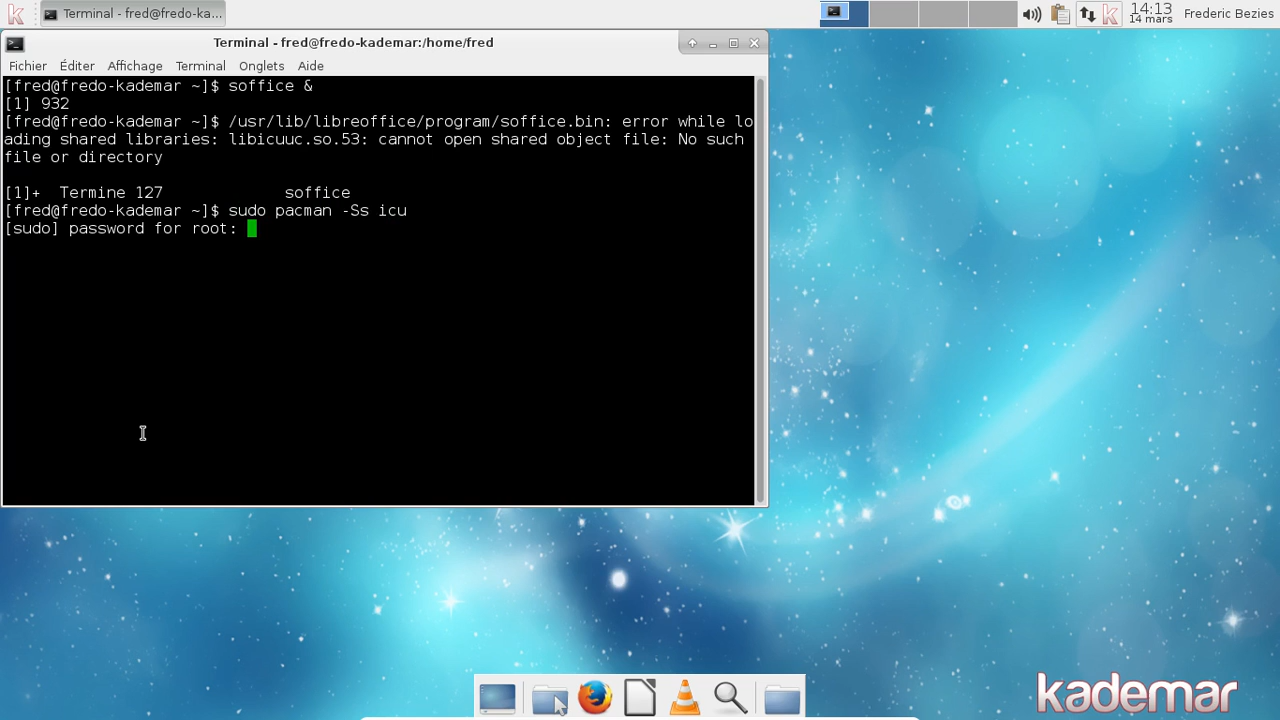 Terminal - fred@fredo-ka...
14:13
14 mars
Frederic Bezies
Terminal - fred@fredo-kademar:/home/fred
Fichier Éditer Affichage Terminal Onglets Aide
[fred@fredo-kademar ~]$ soffice &
[1] 932
[fred@fredo-kademar ~]$ /usr/lib/libreoffice/program/soffice.bin: error while lo
ading shared libraries: libicuuc.so.53: cannot open shared object file: No such
file or directory
[1]+  Termine 127             soffice
[fred@fredo-kademar ~]$ sudo pacman -Ss icu
[sudo] password for root:
kademar